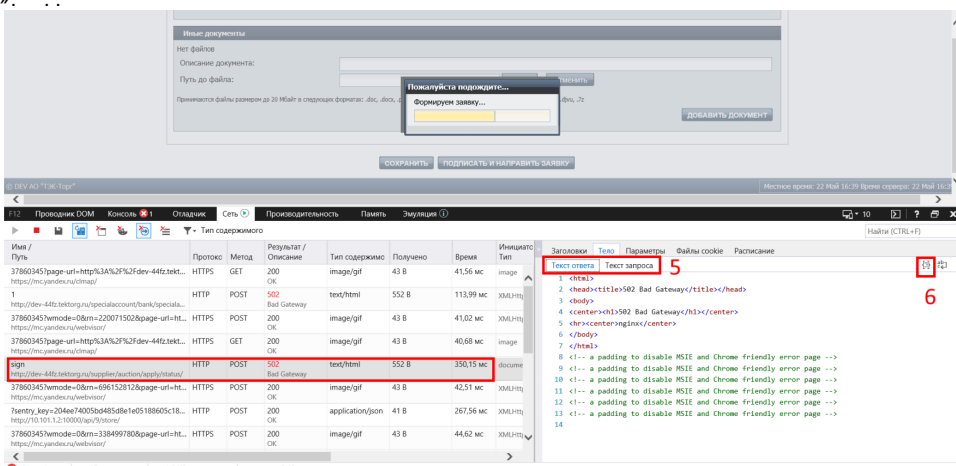 Иные документы
Нет файлов
Описание документа:
Путь до файла:
Принимаются файлы размером до 20 Мбайт в следующих форматах: .doc, .docx,
.djvu, .7z
Пожалуйста подождите...
Формируем заявку...
ДОБАВИТЬ ДОКУМЕНТ
СОХРАНИТЬ ПОДПИСАТЬ И НАПРАВИТЬ ЗАЯВКУ
© DEV АО "ТЭК-Торг" Местное время: 22 Май 16:39 Время сервера: 22 Май 16:3
F12 Проводник DOM Консоль 1 Отладчик Сеть Производительность Память Эмуляция 10
Тип содержимого Найти (CTRL+F)
Имя / Путь Протокс Метод Результат / Описание Тип содержимо Получено Время Инициатс Тип
37860345?page-url=http%3A%2F%2Fdev-44fz.tekt... HTTPS GET 200 image/gif 43 B 41,56 мс image
https://mc.yandex.ru/clmap/ OK
1 HTTP POST 502 text/html 552 B 113,99 мс XMLHtt
http://dev-44fz.tektorg.ru/specialaccount/bank/speciala... Bad Gateway
37860345?wmode=0&rn=220071502&page-url=ht... HTTPS POST 200 image/gif 43 B 41,02 мс XMLHtt
https://mc.yandex.ru/webvisor/ OK
37860345?page-url=http%3A%2F%2Fdev-44fz.tekt... HTTPS GET 200 image/gif 43 B 40,68 мс image
https://mc.yandex.ru/clmap/ OK
sign HTTP POST 502 text/html 552 B 350,15 мс docume
http://dev-44fz.tektorg.ru/supplier/auction/apply/status/ Bad Gateway
37860345?wmode=0&rn=696152812&page-url=ht... HTTPS POST 200 image/gif 43 B 42,51 мс XMLHtt
https://mc.yandex.ru/webvisor/ OK
?sentry_key=204ee74005bd485d8e1e05188605c18... HTTP POST 200 application/json 41 B 267,56 мс XMLHtt
http://10.101.1.2:10000/api/9/store/ OK
37860345?wmode=0&rn=338499780&page-url=ht... HTTPS POST 200 image/gif 43 B 44,62 мс XMLHtt
https://mc.yandex.ru/webvisor/ OK
Заголовки Тело Параметры Файлы cookie Расписание
Текст ответа Текст запроса 5
6
1 <html>
2 <head><title>502 Bad Gateway</title></head>
3 <body>
4 <center><h1>502 Bad Gateway</h1></center>
5 <hr><center>nginx</center>
6 </body>
7 </html>
8 <!-- a padding to disable MSIE and Chrome friendly error page -->
9 <!-- a padding to disable MSIE and Chrome friendly error page -->
10 <!-- a padding to disable MSIE and Chrome friendly error page -->
11 <!-- a padding to disable MSIE and Chrome friendly error page -->
12 <!-- a padding to disable MSIE and Chrome friendly error page -->
13 <!-- a padding to disable MSIE and Chrome friendly error page -->
14